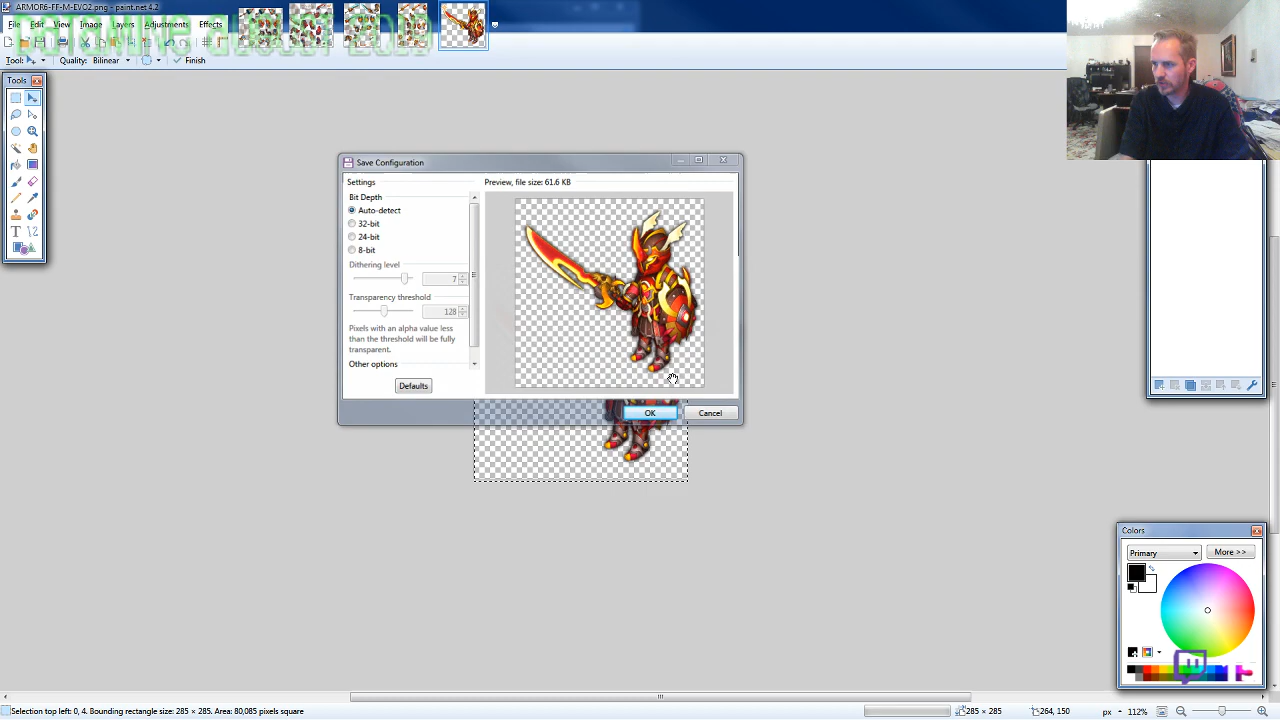 ARMOR6-FF-M-EVO2.png - paint.net 4.2
File Edit View Image Layers Adjustments Effects
Tool: Quality: Bilinear Finish
Tools
Save Configuration
Settings
Preview, file size: 61.6 KB
Bit Depth
Auto-detect
32-bit
24-bit
8-bit
Dithering level
7
Transparency threshold
128
Pixels with an alpha value less
than the threshold will be fully
transparent.
Other options
Defaults
OK Cancel
Colors
Primary More >>
Selection top left: 0, 4. Bounding rectangle size: 285 × 285. Area: 80,085 pixels square
285 × 285 264, 150 px 112%